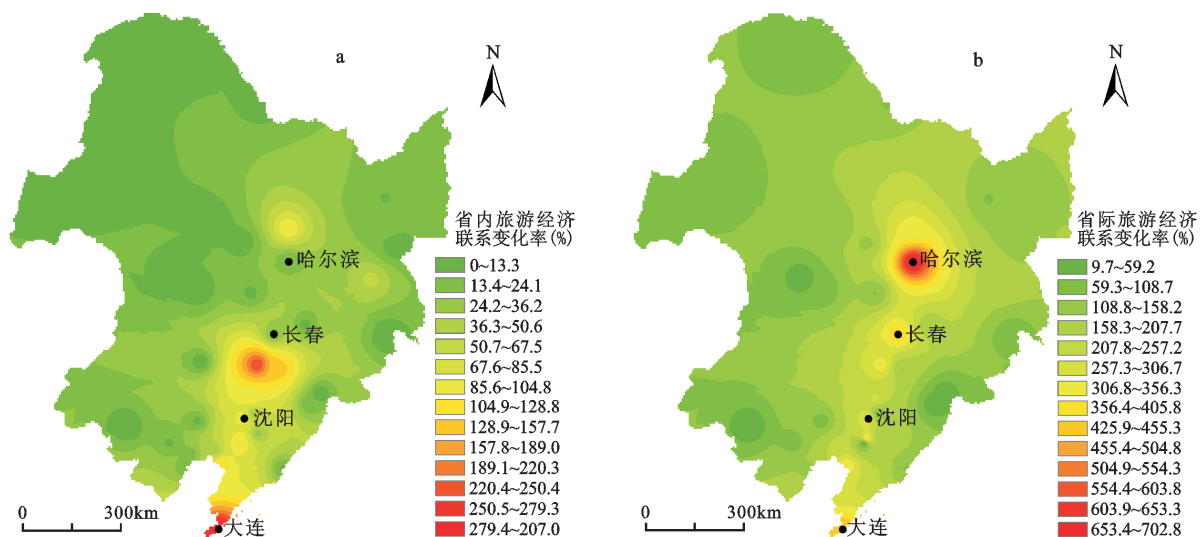 a
N
省内旅游经济
联系变化率(%)
0~13.3
13.4~24.1
24.2~36.2
36.3~50.6
50.7~67.5
67.6~85.5
85.6~104.8
104.9~128.8
128.9~157.7
157.8~189.0
189.1~220.3
220.4~250.4
250.5~279.3
279.4~207.0
哈尔滨
长春
沈阳
大连
0 300km
b
N
省际旅游经济
联系变化率(%)
9.7~59.2
59.3~108.7
108.8~158.2
158.3~207.7
207.8~257.2
257.3~306.7
306.8~356.3
356.4~405.8
425.9~455.3
455.4~504.8
504.9~554.3
554.4~603.8
603.9~653.3
653.4~702.8
哈尔滨
长春
沈阳
大连
0 300km